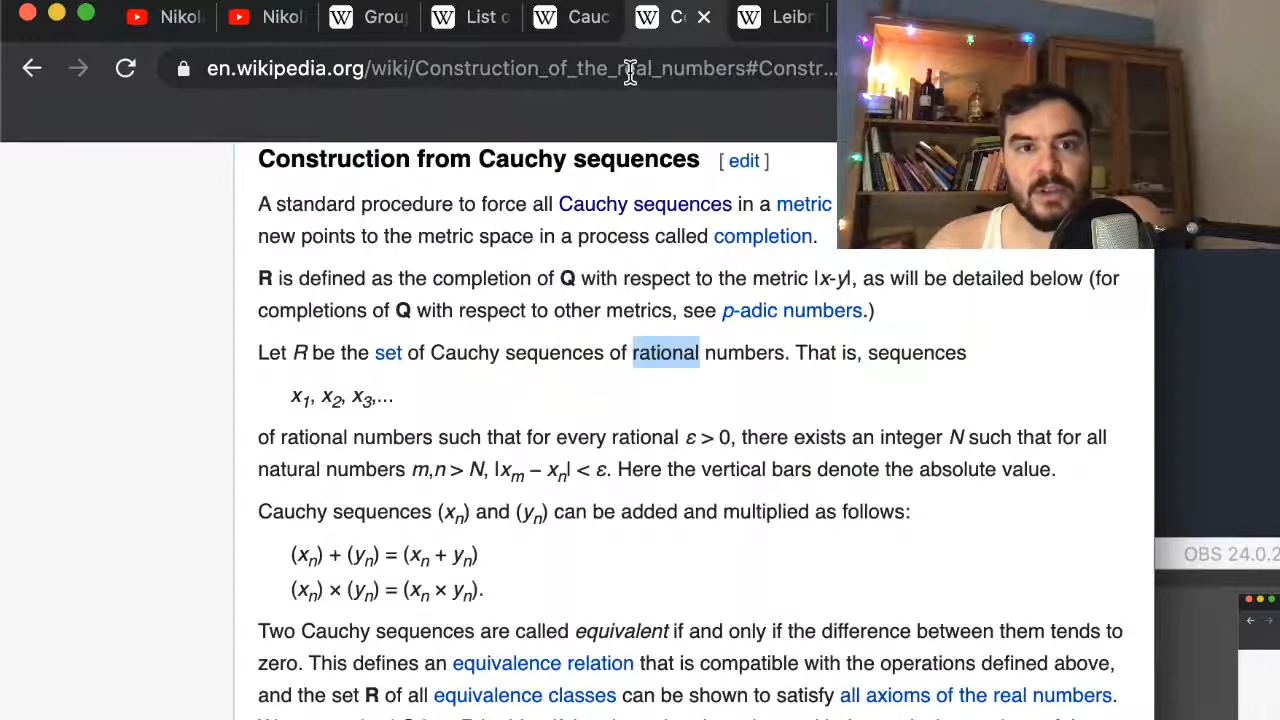 Nikol
Nikol
Grou
List o
Cauc
Co
Leibr
en.wikipedia.org/wiki/Construction_of_the_real_numbers#Constr...
Construction from Cauchy sequences [ edit ]
A standard procedure to force all Cauchy sequences in a metric
new points to the metric space in a process called completion.
R is defined as the completion of Q with respect to the metric |x-y|, as will be detailed below (for
completions of Q with respect to other metrics, see p-adic numbers.)
Let R be the set of Cauchy sequences of rational numbers. That is, sequences
x1, x2, x3,...
of rational numbers such that for every rational ε > 0, there exists an integer N such that for all
natural numbers m,n > N, |xm − xn| < ε. Here the vertical bars denote the absolute value.
Cauchy sequences (xn) and (yn) can be added and multiplied as follows:
(xn) + (yn) = (xn + yn)
(xn) × (yn) = (xn × yn).
OBS 24.0.2
Two Cauchy sequences are called equivalent if and only if the difference between them tends to
zero. This defines an equivalence relation that is compatible with the operations defined above,
and the set R of all equivalence classes can be shown to satisfy all axioms of the real numbers.